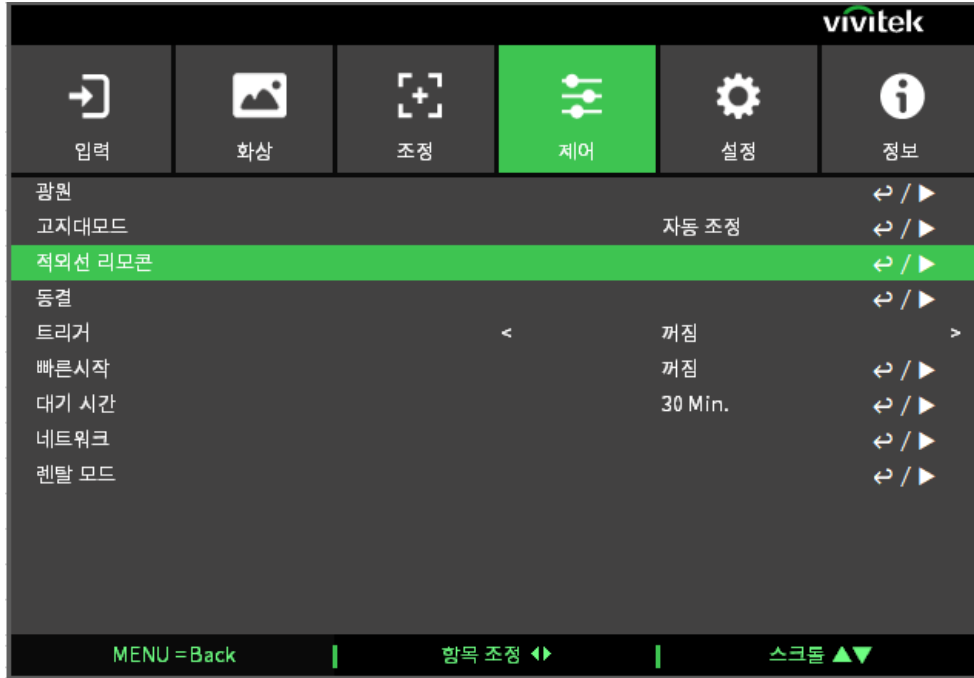 vivitek
입력 화상 조정 제어 설정 정보
광원
고지대모드 자동 조정
적외선 리모콘
동결
트리거 < 꺼짐 >
빠른시작 꺼짐
대기 시간 30 Min.
네트워크
렌탈 모드
MENU = Back 항목 조정 스크롤